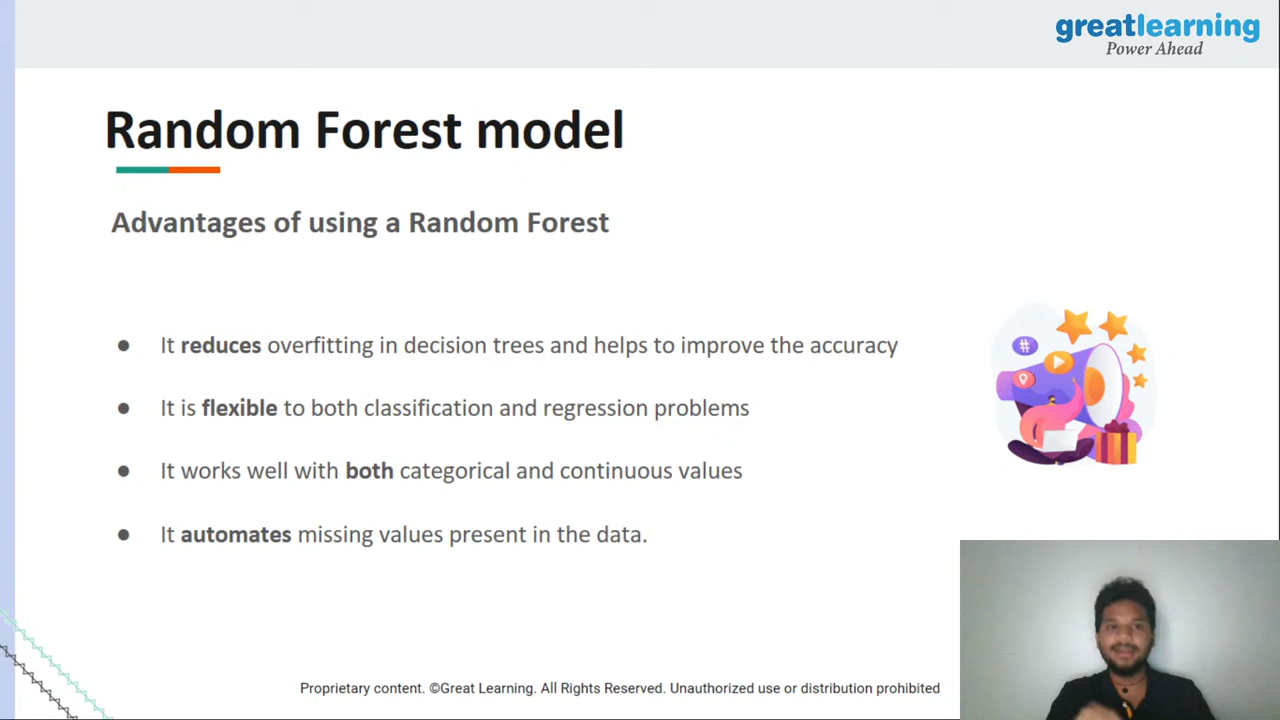 greatlearning
Power Ahead
Random Forest model
Advantages of using a Random Forest
● It reduces overfitting in decision trees and helps to improve the accuracy
● It is flexible to both classification and regression problems
● It works well with both categorical and continuous values
● It automates missing values present in the data.
#
Proprietary content. ©Great Learning. All Rights Reserved. Unauthorized use or distribution prohibited